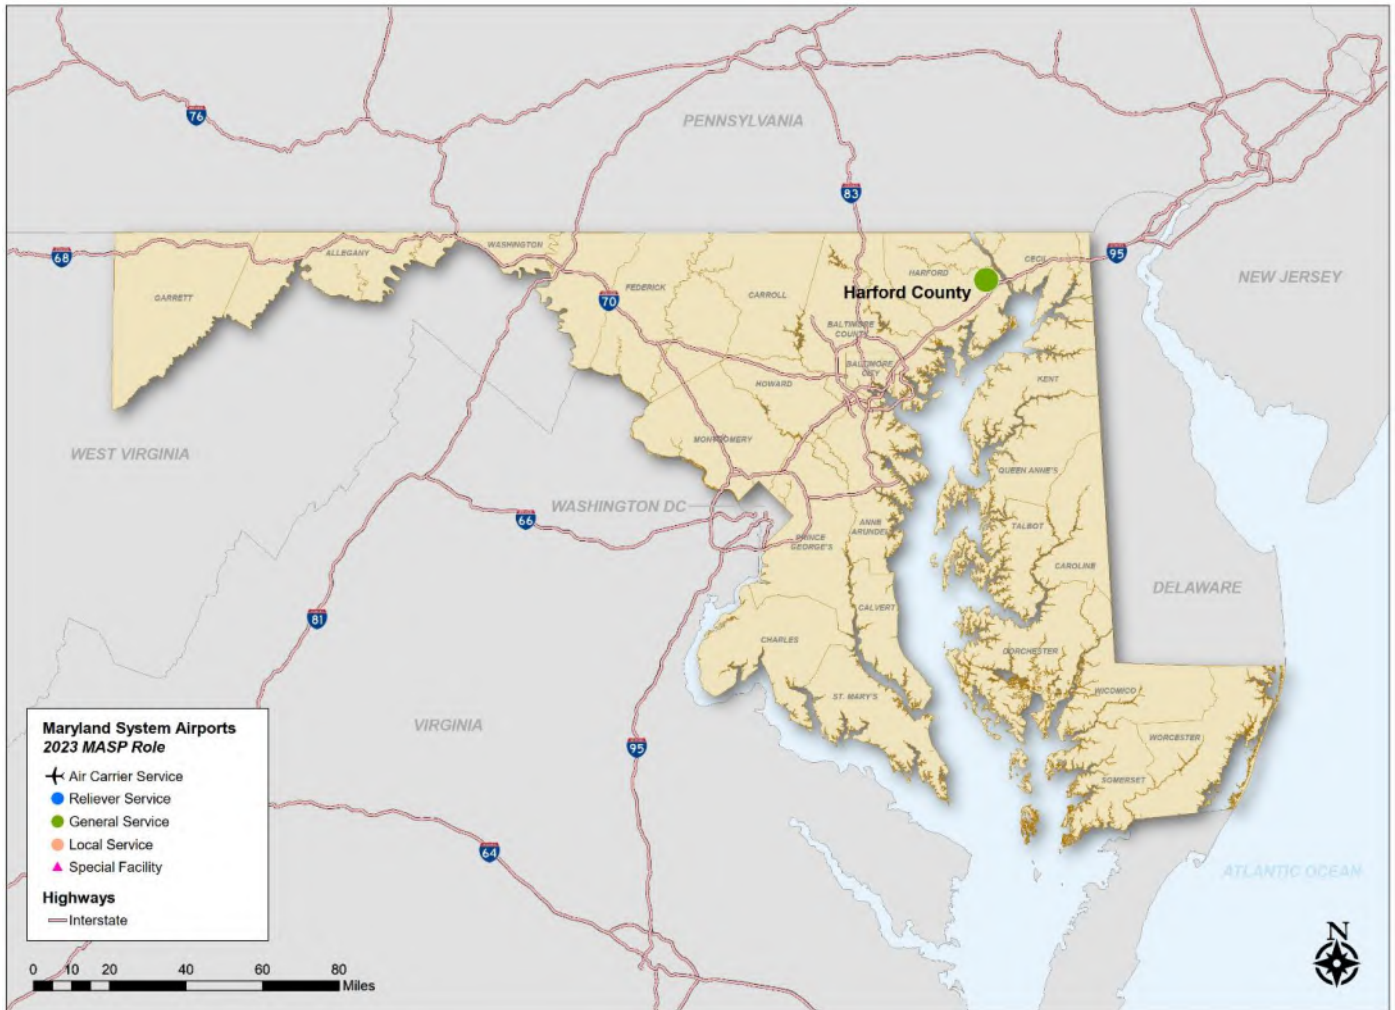 PENNSYLVANIA
76
83
68
ALLEGANY
WASHINGTON
95
GARRETT
FEDERICK
CARROLL
HARFORD
CECIL
NEW JERSEY
70
Harford County
BALTIMORE
COUNTY
BALTIMORE
CITY
HOWARD
KENT
MONTGOMERY
WEST VIRGINIA
QUEEN ANNE'S
WASHINGTON DC
66
ANNE
ARUNDEL
TALBOT
PRINCE
GEORGE'S
CAROLINE
DELAWARE
81
CALVERT
CHARLES
DORCHESTER
ST. MARY'S
WICOMICO
VIRGINIA
95
WORCESTER
SOMERSET
Maryland System Airports
2023 MASP Role
Air Carrier Service
Reliever Service
General Service
Local Service
Special Facility
Highways
Interstate
64
ATLANTIC OCEAN
N
0 10 20 40 60 80
Miles